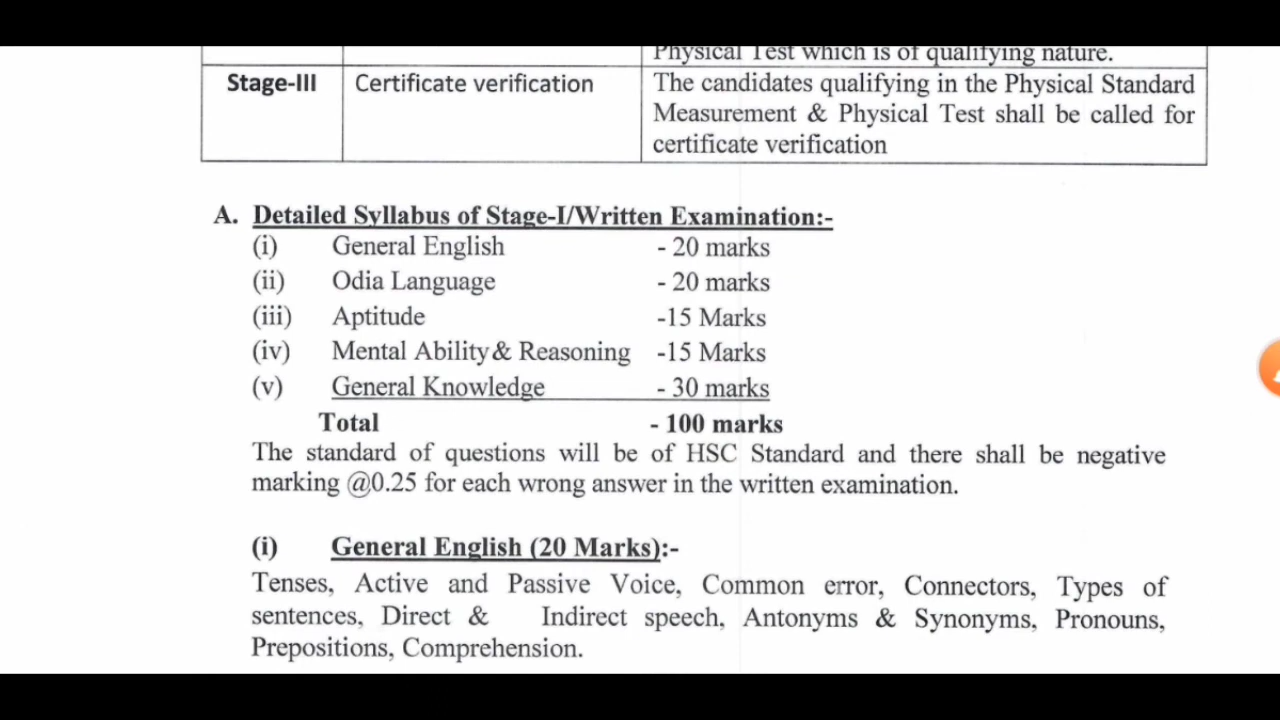 Physical Test which is of qualifying nature.
Stage-III Certificate verification The candidates qualifying in the Physical Standard
Measurement & Physical Test shall be called for
certificate verification
A. Detailed Syllabus of Stage-I/Written Examination:-
(i) General English - 20 marks
(ii) Odia Language - 20 marks
(iii) Aptitude -15 Marks
(iv) Mental Ability & Reasoning -15 Marks
(v) General Knowledge - 30 marks
Total - 100 marks
The standard of questions will be of HSC Standard and there shall be negative
marking @0.25 for each wrong answer in the written examination.
(i) General English (20 Marks):-
Tenses, Active and Passive Voice, Common error, Connectors, Types of
sentences, Direct & Indirect speech, Antonyms & Synonyms, Pronouns,
Prepositions, Comprehension.